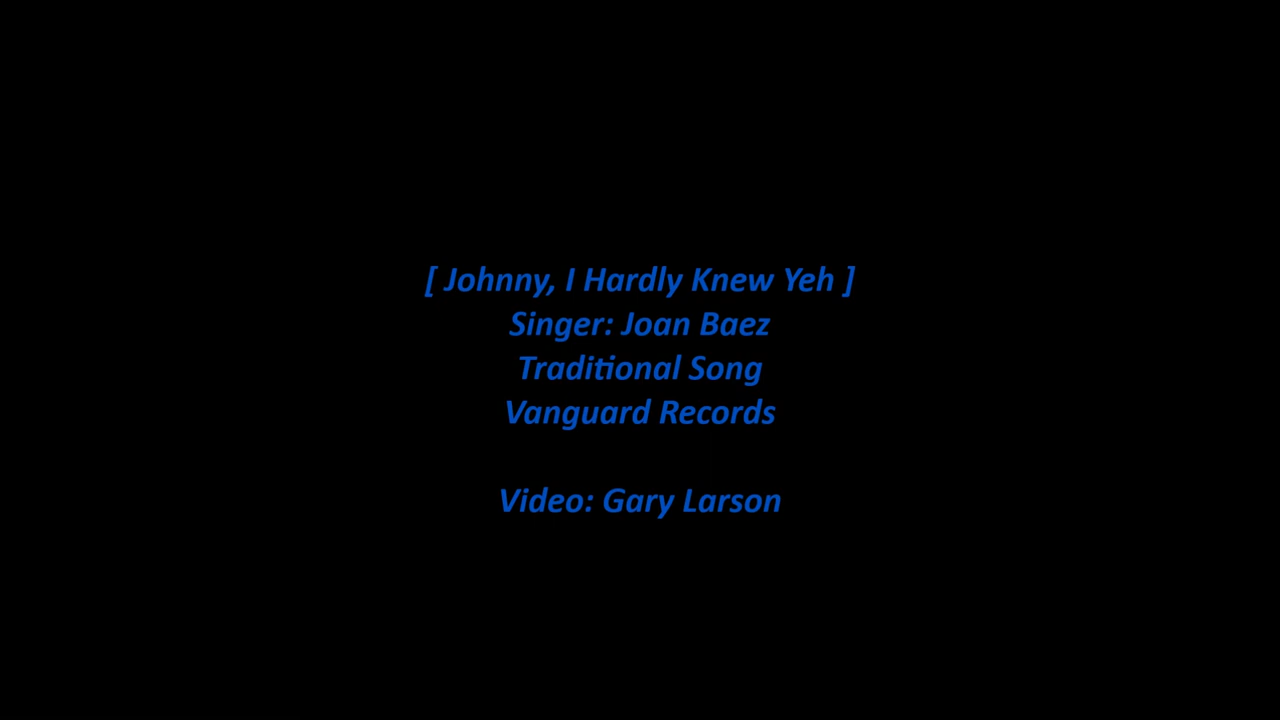 [ Johnny, I Hardly Knew Yeh ]
Singer: Joan Baez
Traditional Song
Vanguard Records
Video: Gary Larson